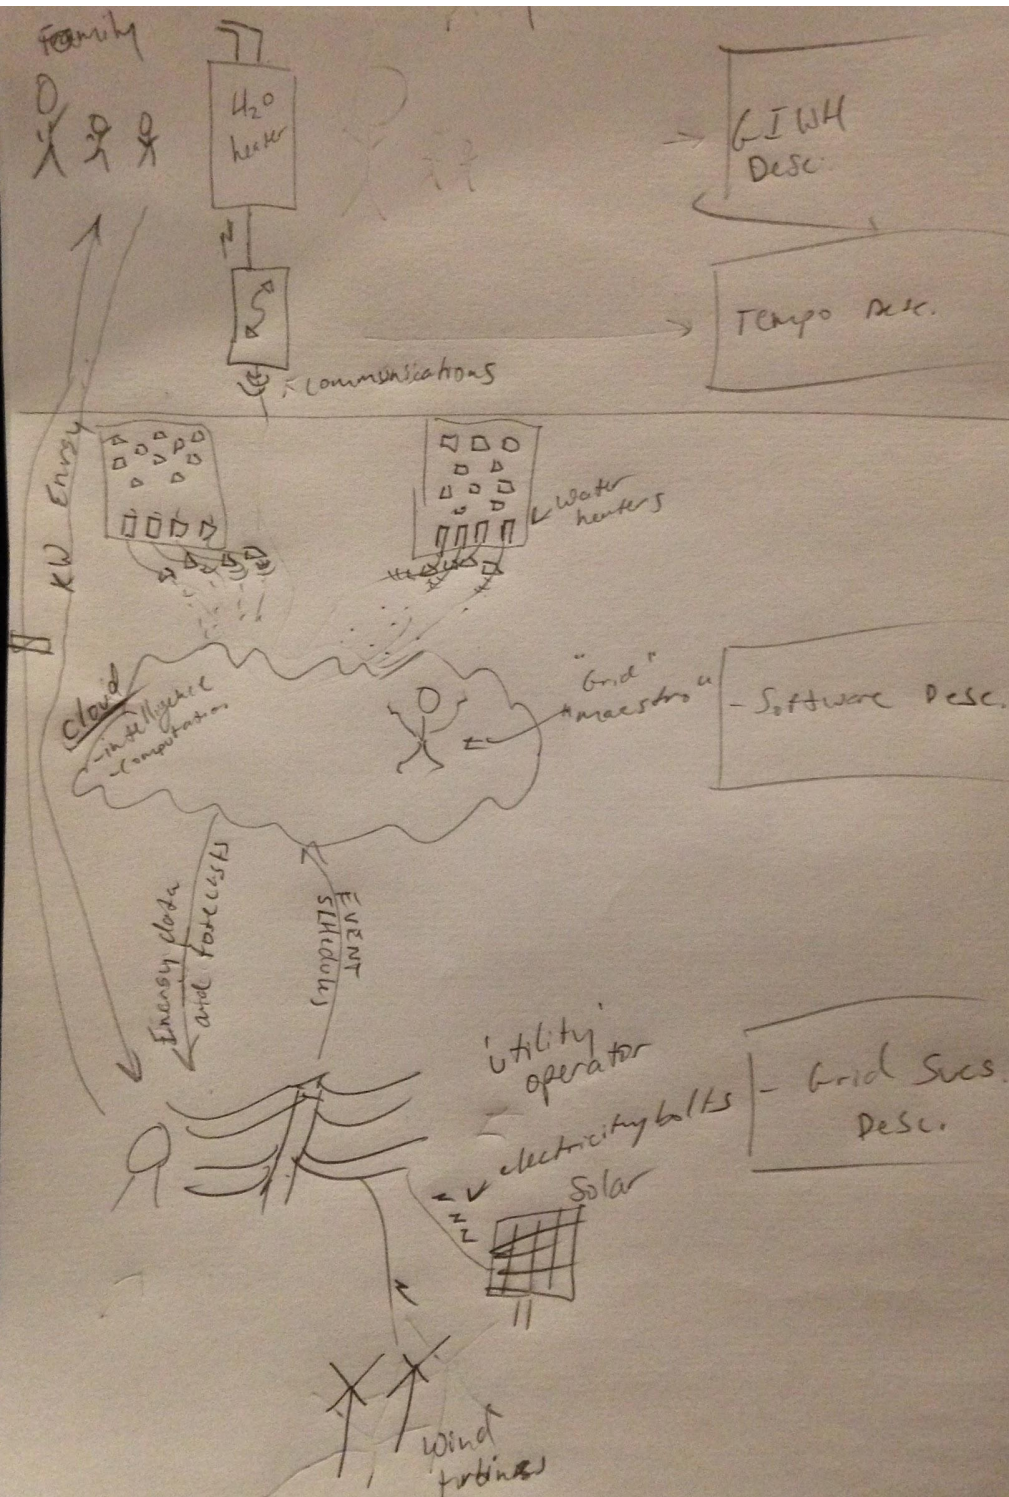 Family
H2O
heater
GIWH
Desc.
Tempo Desc.
communications
KW Enrgy
Water
heaters
cloud
-intelligence
-computation
"Grid"
"maestro"
-Software Desc.
Energy data
and forecasts
EVENT
SCHedules
'utility'
operator
electricity bolts
Solar
- Grid Svcs.
Desc.
Wind
turbines